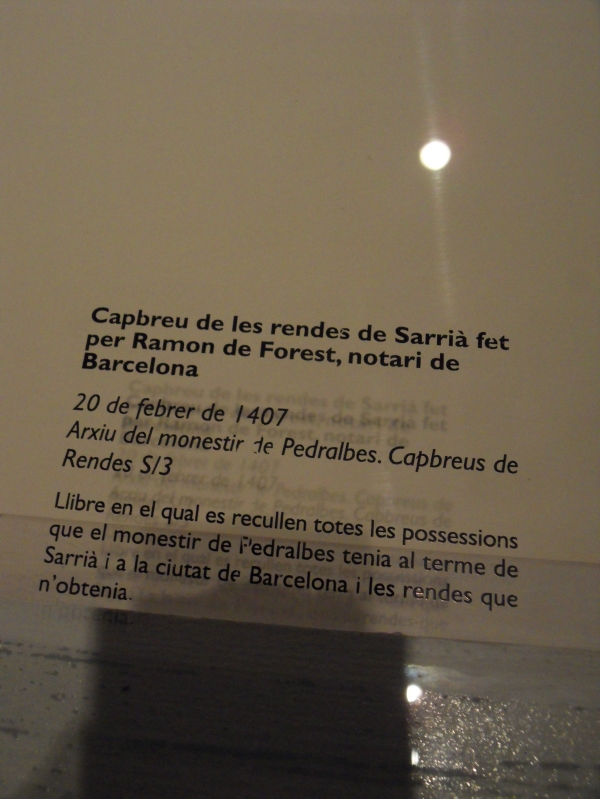 Capbreu de les rendes de Sarrià fet
per Ramon de Forest, notari de
Barcelona
20 de febrer de 1407
Arxiu del monestir de Pedralbes. Capbreus de
Rendes S/3
Llibre en el qual es recullen totes les possessions
que el monestir de Pedralbes tenia al terme de
Sarrià i a la ciutat de Barcelona i les rendes que
n'obtenia.